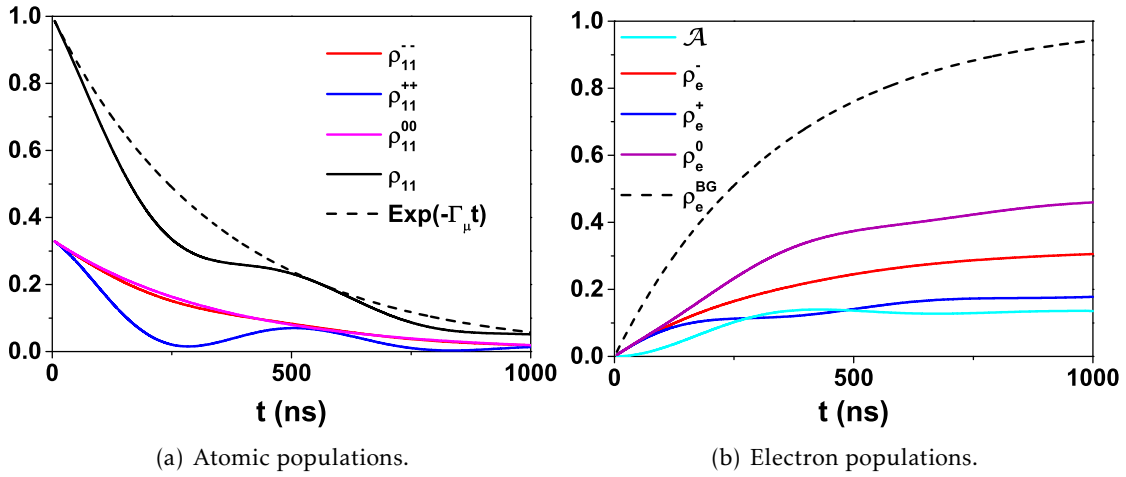 1.0
0.8
0.6
0.4
0.2
0.0
0
500
1000
t (ns)
ρ₁₁⁻⁻
ρ₁₁⁺⁺
ρ₁₁⁰⁰
ρ₁₁
Exp(-Γμt)
(a) Atomic populations.
1.0
0.8
0.6
0.4
0.2
0.0
0
500
1000
t (ns)
𝒜
ρₑ⁻
ρₑ⁺
ρₑ⁰
ρₑᴮᴳ
(b) Electron populations.